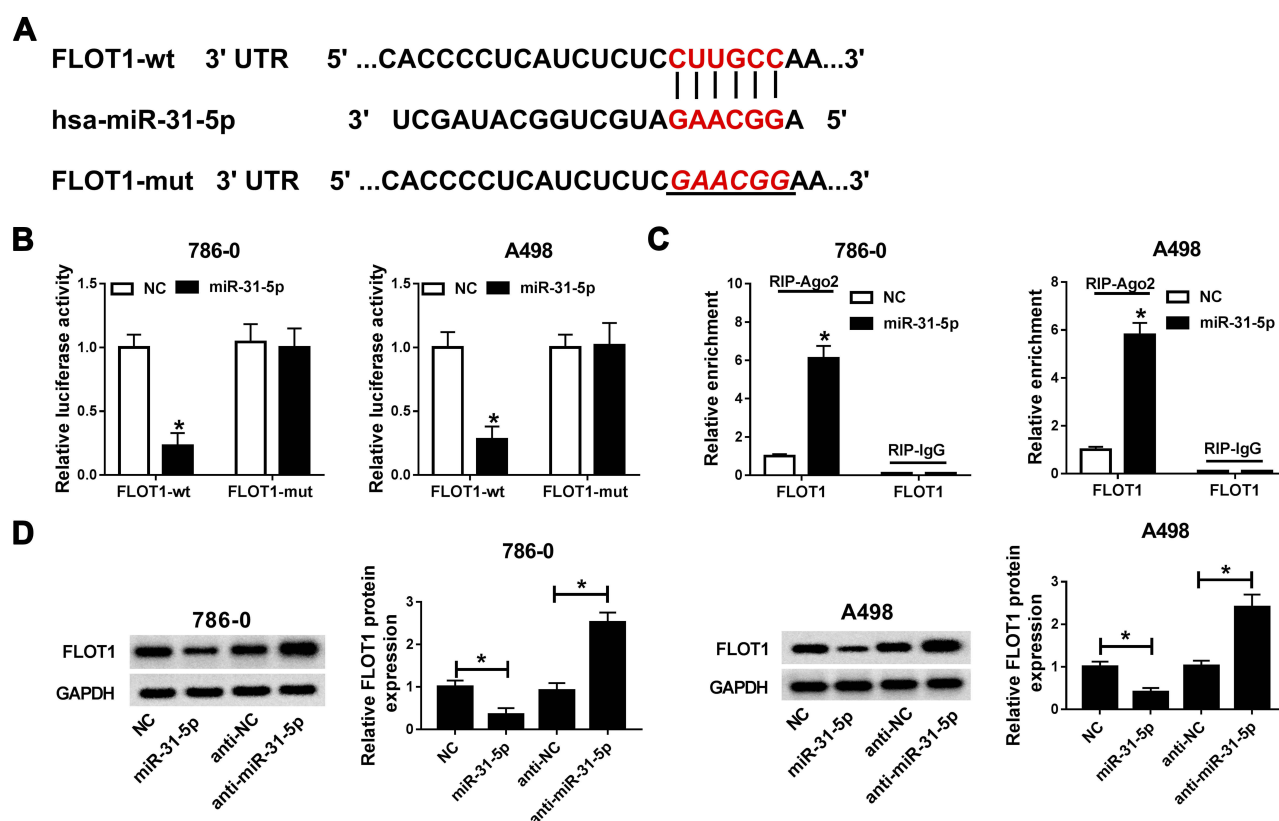 A
FLOT1-wt 3' UTR 5' ...CACCCCUCAUCUCUCCUUGCCAA...3'
hsa-miR-31-5p 3' UCGAUACGGUCGUAGAACGGA 5'
FLOT1-mut 3' UTR 5' ...CACCCCUCAUCUCUCGAACGGAA...3'
B
786-0
Relative luciferase activity
NC miR-31-5p
1.5
1.0
0.5
0.0
*
FLOT1-wt FLOT1-mut
A498
Relative luciferase activity
NC miR-31-5p
1.5
1.0
0.5
0.0
*
FLOT1-wt FLOT1-mut
C
786-0
Relative enrichment
10
8
6
4
2
0
RIP-Ago2
NC
miR-31-5p
*
RIP-IgG
FLOT1 FLOT1
A498
Relative enrichment
8
6
4
2
0
RIP-Ago2
NC
miR-31-5p
*
RIP-IgG
FLOT1 FLOT1
D
786-0
FLOT1
GAPDH
NC miR-31-5p anti-NC anti-miR-31-5p
786-0
Relative FLOT1 protein
expression
3
2
1
0
* *
NC miR-31-5p anti-NC anti-miR-31-5p
A498
FLOT1
GAPDH
NC miR-31-5p anti-NC anti-miR-31-5p
A498
Relative FLOT1 protein
expression
3
2
1
0
* *
NC miR-31-5p anti-NC anti-miR-31-5p